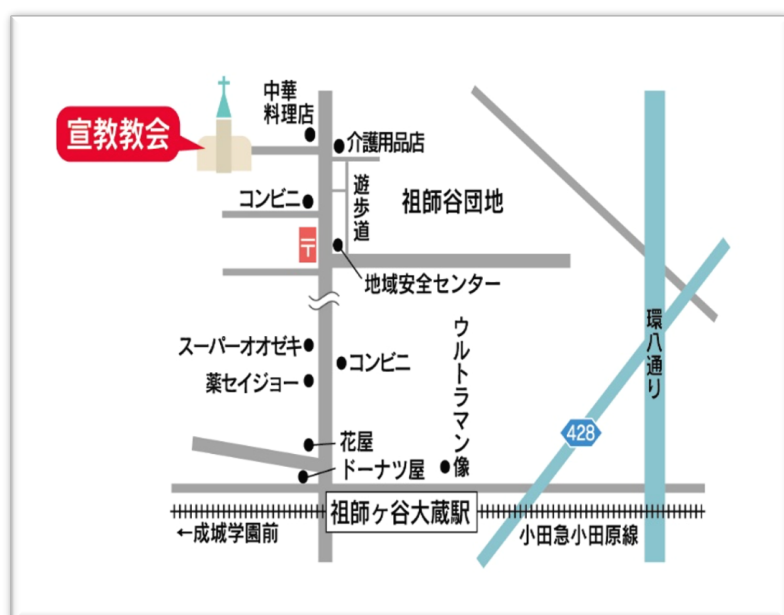 中華
料理店
宣教教会
介護用品店
コンビニ
遊歩道
祖師谷団地
〒
地域安全センター
スーパーオオゼキ
コンビニ
薬セイジョー
ウルトラマン像
環八通り
428
花屋
ドーナツ屋
祖師ヶ谷大蔵駅
←成城学園前
小田急小田原線